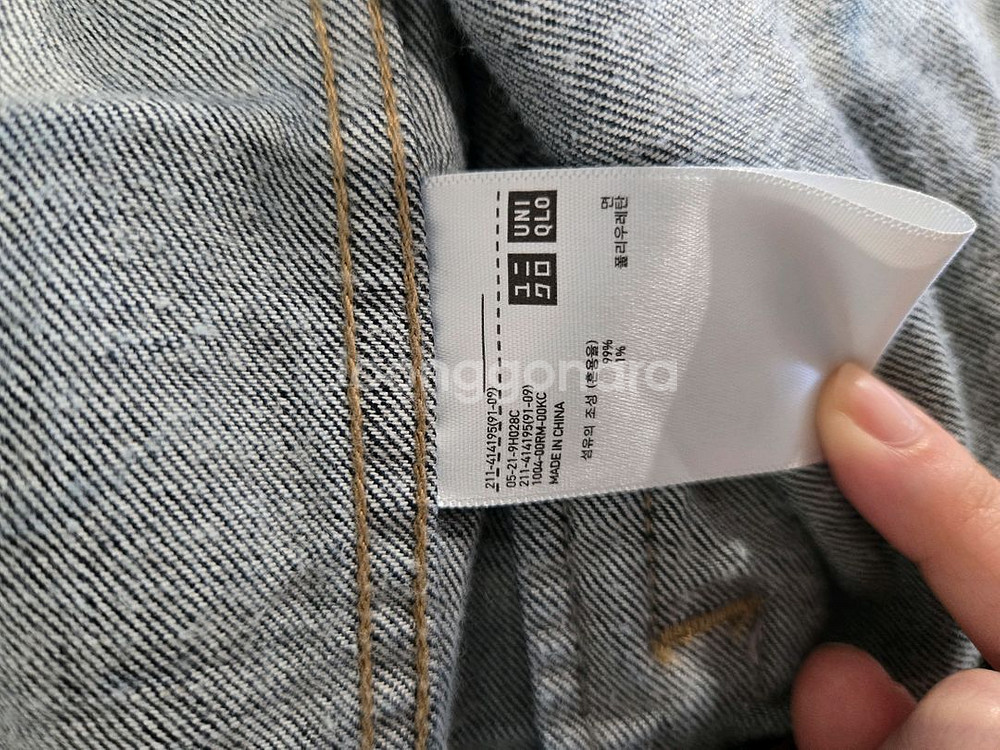 UNI
QLO
ユニ
クロ
211-414195(91-09)
05-21-9H028C
211-414195(91-09)
1004-00RM-00KC
MADE IN CHINA
섬유의 조성 (혼용율)
면 99%
폴리우레탄 1%
joonggonara